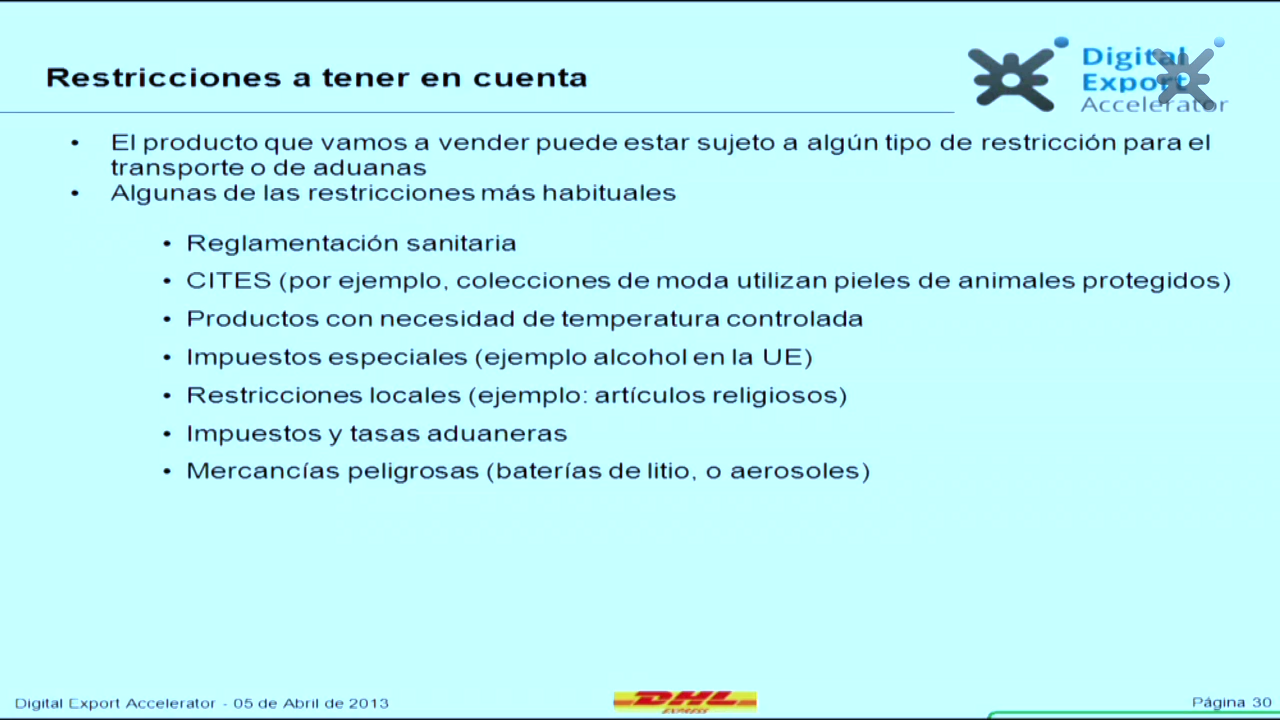 Restricciones a tener en cuenta
Digital
Export
Accelerator
• El producto que vamos a vender puede estar sujeto a algún tipo de restricción para el
transporte o de aduanas
• Algunas de las restricciones más habituales
• Reglamentación sanitaria
• CITES (por ejemplo, colecciones de moda utilizan pieles de animales protegidos)
• Productos con necesidad de temperatura controlada
• Impuestos especiales (ejemplo alcohol en la UE)
• Restricciones locales (ejemplo: artículos religiosos)
• Impuestos y tasas aduaneras
• Mercancías peligrosas (baterías de litio, o aerosoles)
Digital Export Accelerator - 05 de Abril de 2013
DHL
EXPRESS
Página 30